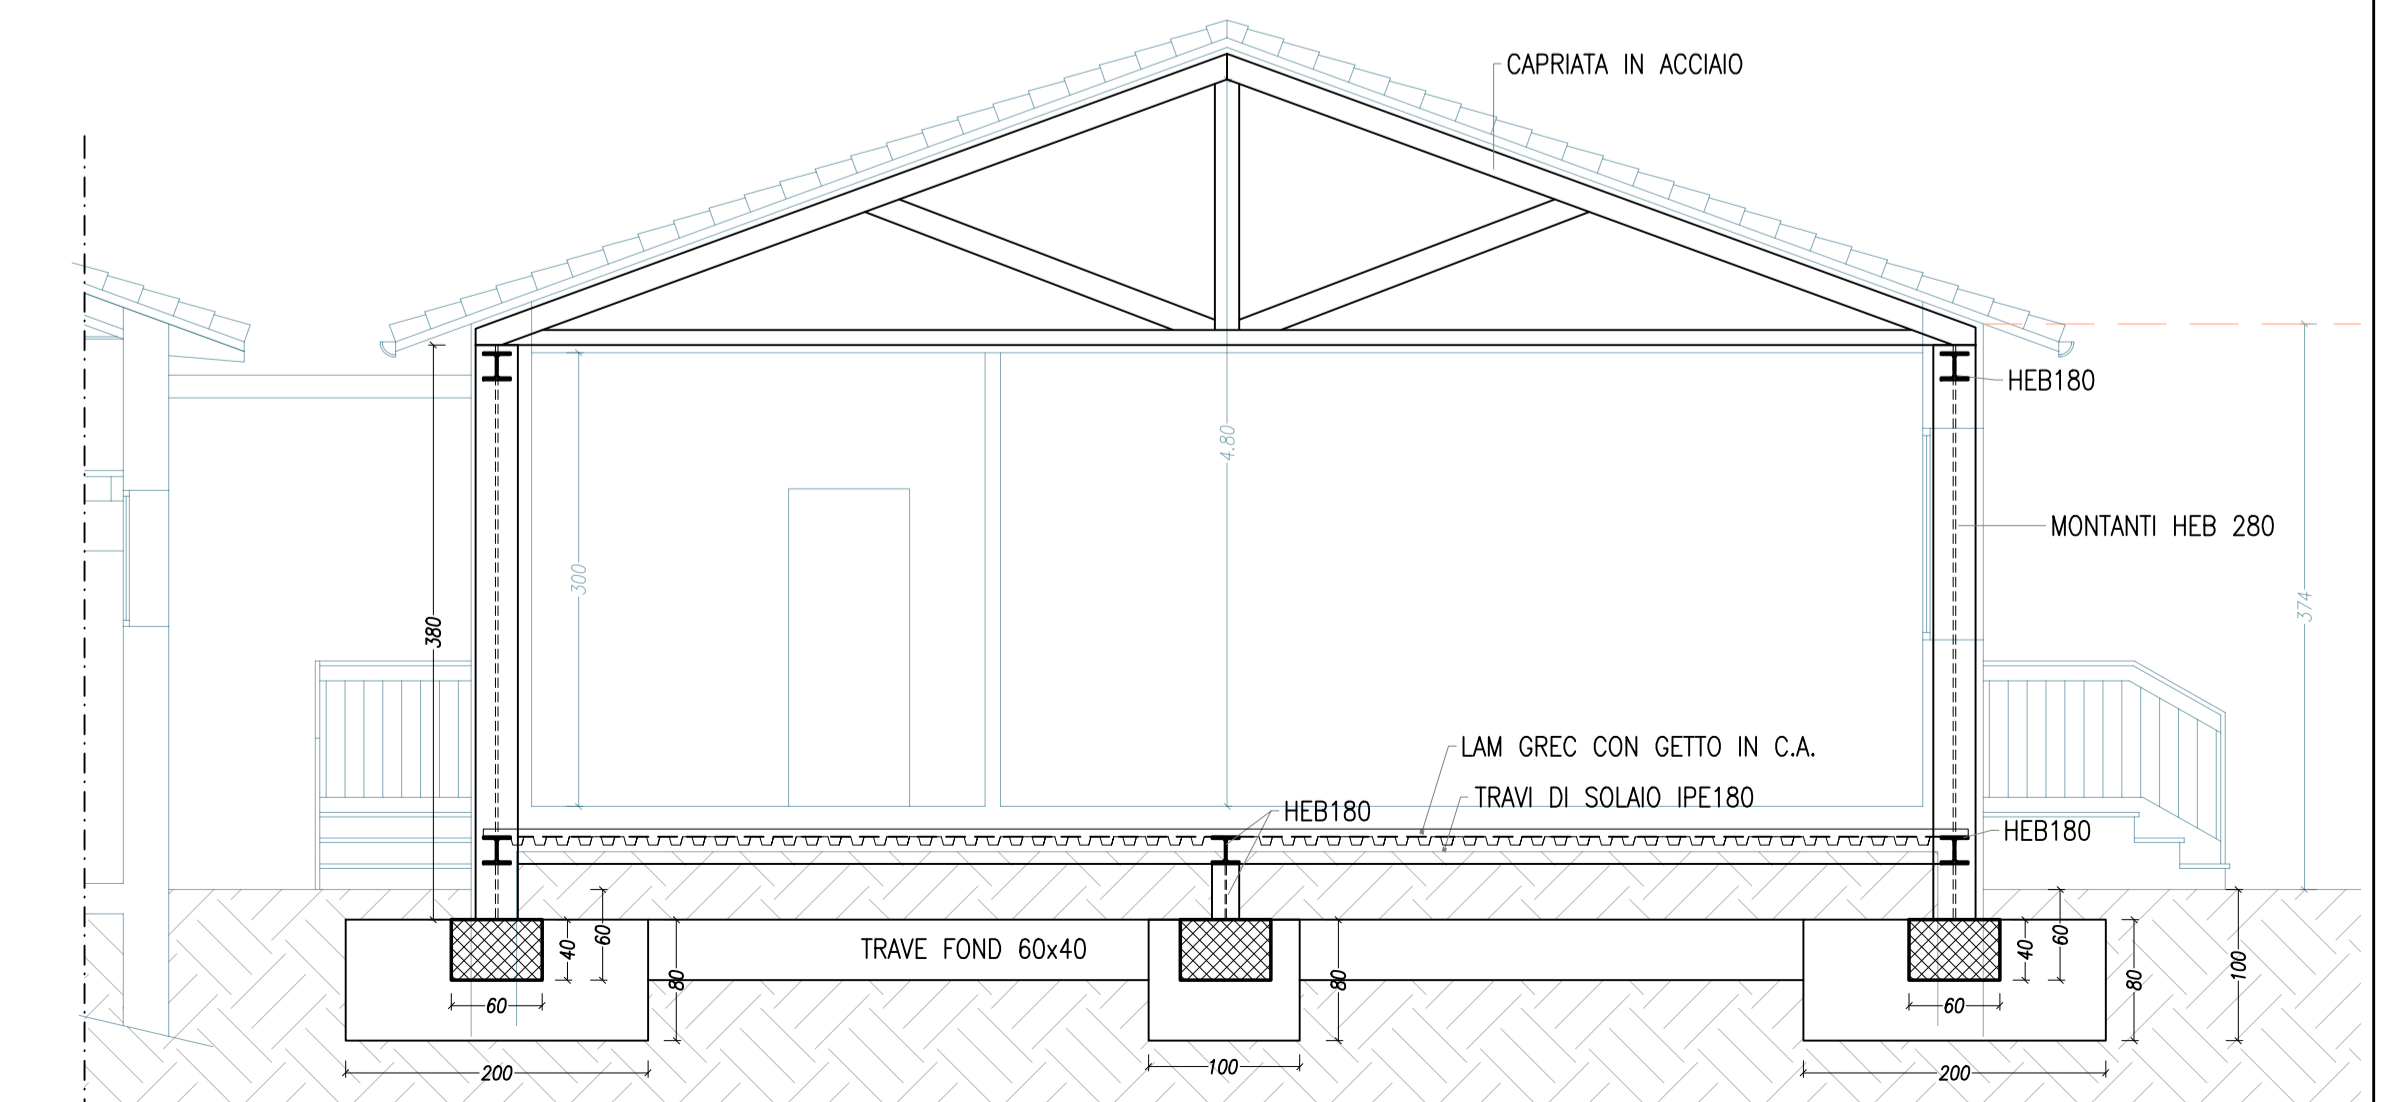 CAPRIATA IN ACCIAIO
HEB180
4.80
MONTANTI HEB 280
300
374
380
LAM GREC CON GETTO IN C.A.
TRAVI DI SOLAIO IPE180
HEB180
HEB180
TRAVE FOND 60x40
40
60
80
60
200
80
100
40
60
80
100
60
200